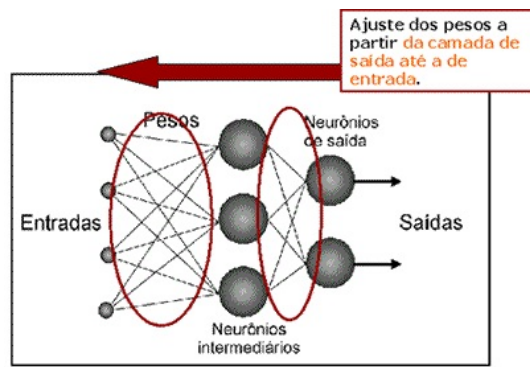 Ajuste dos pesos a
partir da camada de
saída até a de
entrada.
Pesos
Neurônios
de saída
Entradas
Saídas
Neurônios
intermediários